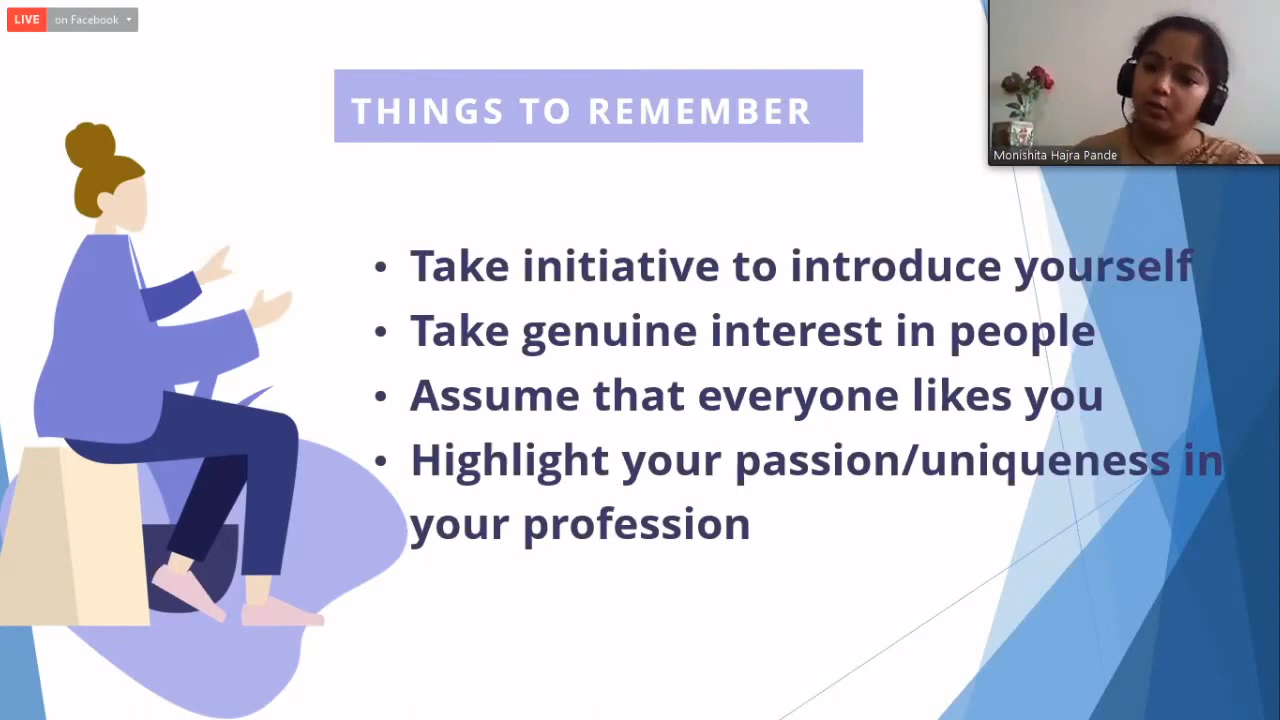 LIVE on Facebook
THINGS TO REMEMBER
Monishita Hajra Pande
• Take initiative to introduce yourself
• Take genuine interest in people
• Assume that everyone likes you
• Highlight your passion/uniqueness in
your profession